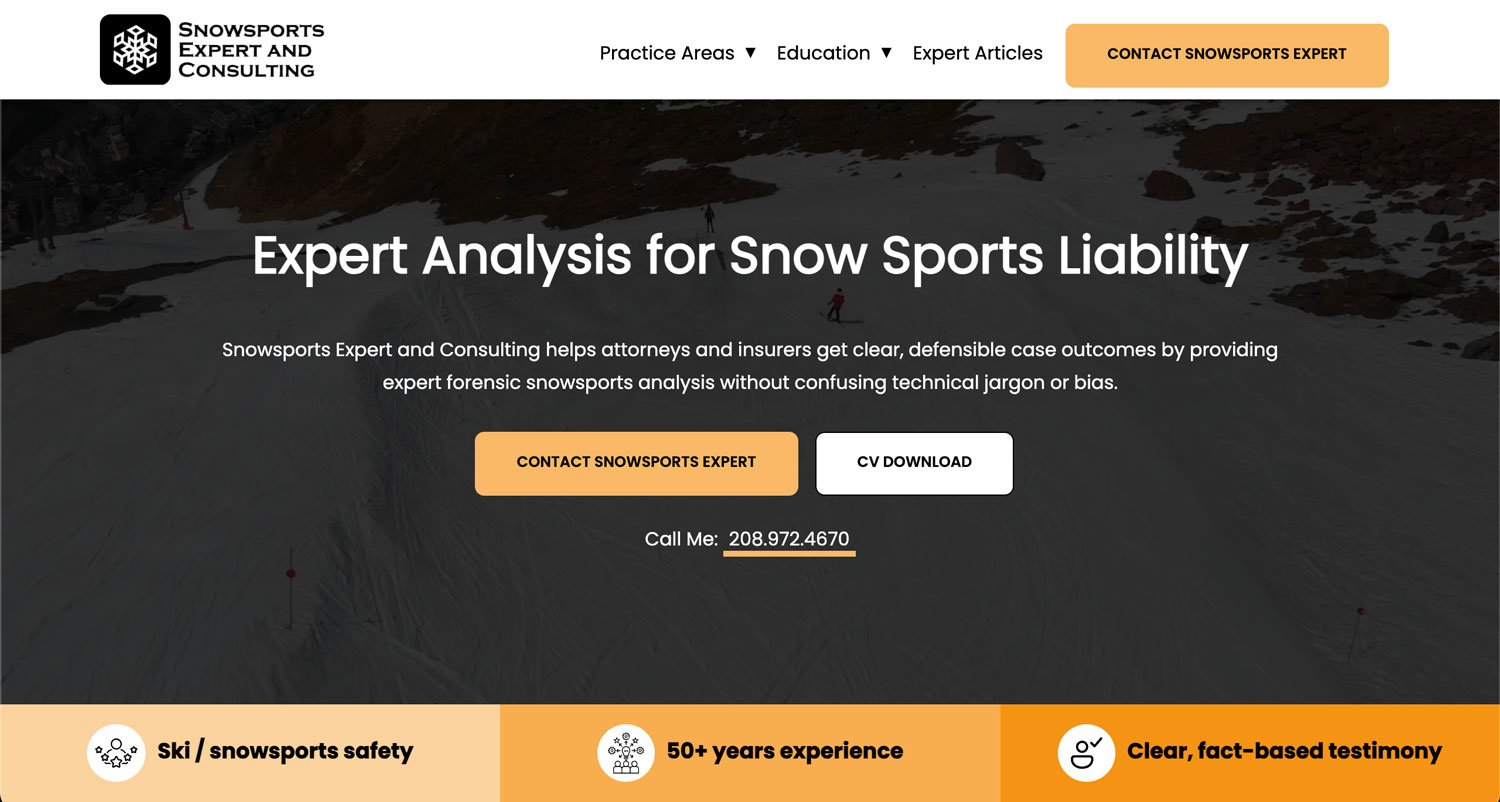 Snowsports
Expert and
Consulting
Practice Areas ▼
Education ▼
Expert Articles
CONTACT SNOWSPORTS EXPERT
Expert Analysis for Snow Sports Liability
Snowsports Expert and Consulting helps attorneys and insurers get clear, defensible case outcomes by providing
expert forensic snowsports analysis without confusing technical jargon or bias.
CONTACT SNOWSPORTS EXPERT
CV DOWNLOAD
Call Me: 208.972.4670
Ski / snowsports safety
50+ years experience
Clear, fact-based testimony